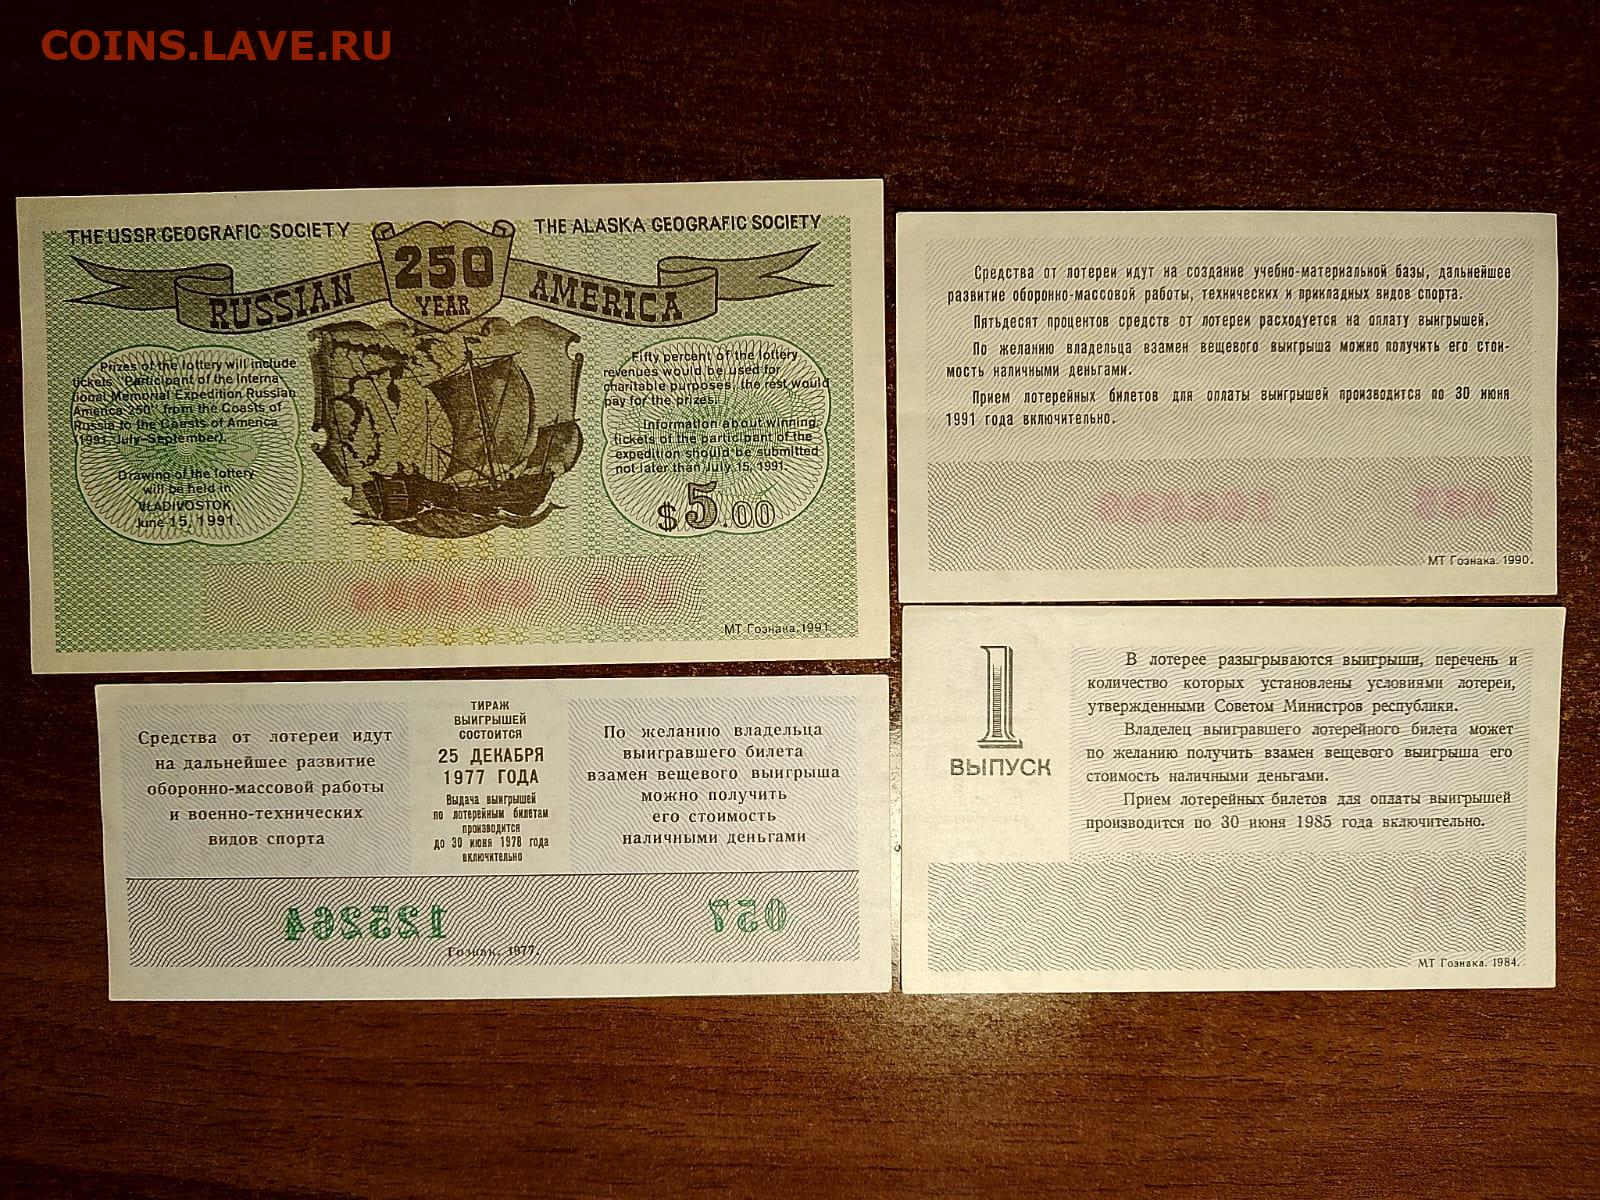 COINS.LAVE.RU
THE USSR GEOGRAFIC SOCIETY
THE ALASKA GEOGRAFIC SOCIETY
250
YEAR
RUSSIAN
AMERICA
Prizes of the lottery will include
tickets "Participant of the Interna
tional Memorial Expedition Russian
America 250" from the Coasts of
Russia to the Coasts of America
(1991, July-September).
Drawing of the lottery
will be held in
VLADIVOSTOK,
June 15, 1991.
Fifty percent of the lottery
revenues would be used for
charitable purposes, the rest would
pay for the prizes.
Information about winning
tickets of the participant of the
expedition should be submitted
not later than July 15, 1991.
$5.00
МТ Гознака. 1991.
Средства от лотереи идут на создание учебно-материальной базы, дальнейшее
развитие оборонно-массовой работы, технических и прикладных видов спорта.
Пятьдесят процентов средств от лотереи расходуется на оплату выигрышей.
По желанию владельца взамен вещевого выигрыша можно получить его стои-
мость наличными деньгами.
Прием лотерейных билетов для оплаты выигрышей производится по 30 июня
1991 года включительно.
МТ Гознака. 1990.
Средства от лотереи идут
на дальнейшее развитие
оборонно-массовой работы
и военно-технических
видов спорта
ТИРАЖ
ВЫИГРЫШЕЙ
СОСТОИТСЯ
25 ДЕКАБРЯ
1977 ГОДА
Выдача выигрышей
по лотерейным билетам
производится
до 30 июня 1978 года
включительно
По желанию владельца
выигравшего билета
взамен вещевого выигрыша
можно получить
его стоимость
наличными деньгами
125264
057
Гознак. 1977.
1
ВЫПУСК
В лотерее разыгрываются выигрыши, перечень и
количество которых установлены условиями лотереи,
утвержденными Советом Министров республики.
Владелец выигравшего лотерейного билета может
по желанию получить взамен вещевого выигрыша его
стоимость наличными деньгами.
Прием лотерейных билетов для оплаты выигрышей
производится по 30 июня 1985 года включительно.
МТ Гознака. 1984.